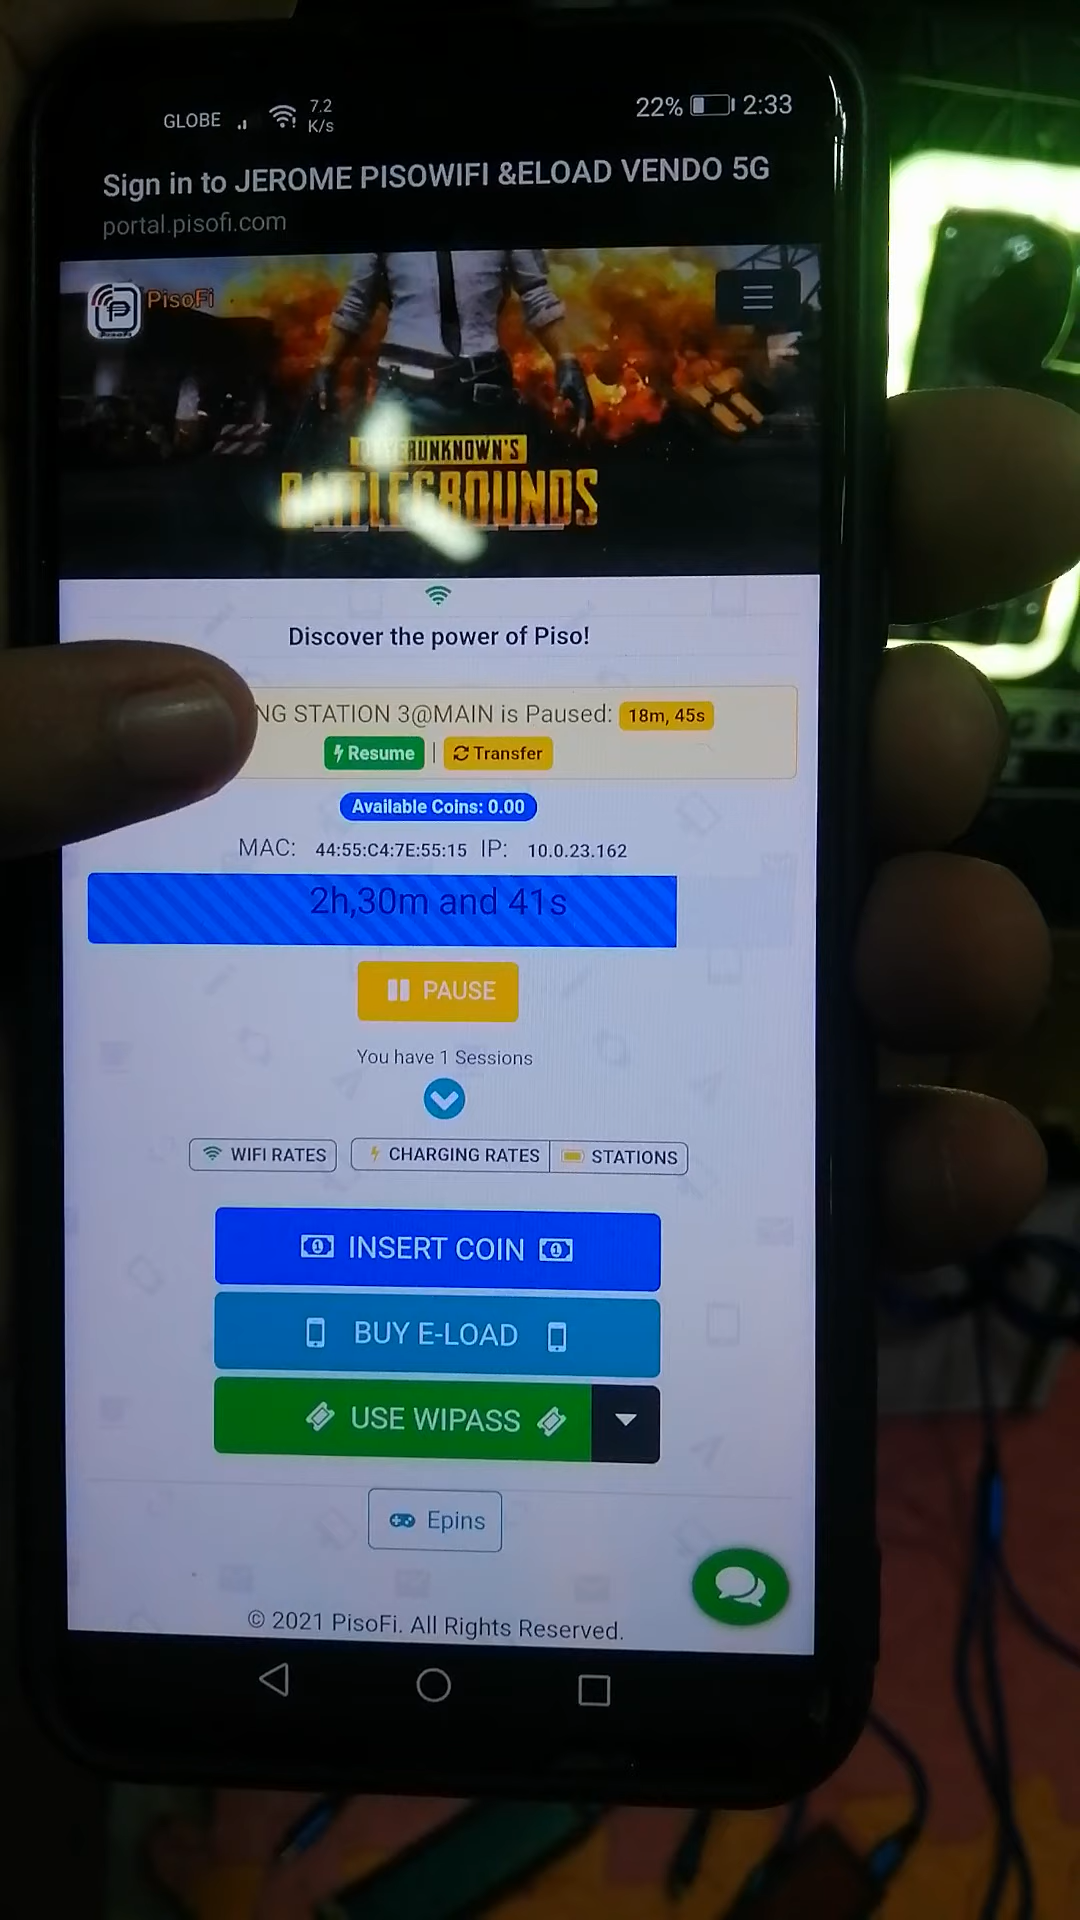 GLOBE
7.2
K/s
22%
2:33
Sign in to JEROME PISOWIFI &ELOAD VENDO 5G
portal.pisofi.com
PisoFi
BATTLEGROUNDS
Discover the power of Piso!
STATION 3@MAIN is Paused: 18m, 45s
Resume | Transfer
Available Coins: 0.00
MAC: 44:55:C4:7E:55:15 IP: 10.0.23.162
2h,30m and 41s
PAUSE
You have 1 Sessions
WIFI RATES CHARGING RATES STATIONS
INSERT COIN
BUY E-LOAD
USE WIPASS
Epins
© 2021 PisoFi. All Rights Reserved.